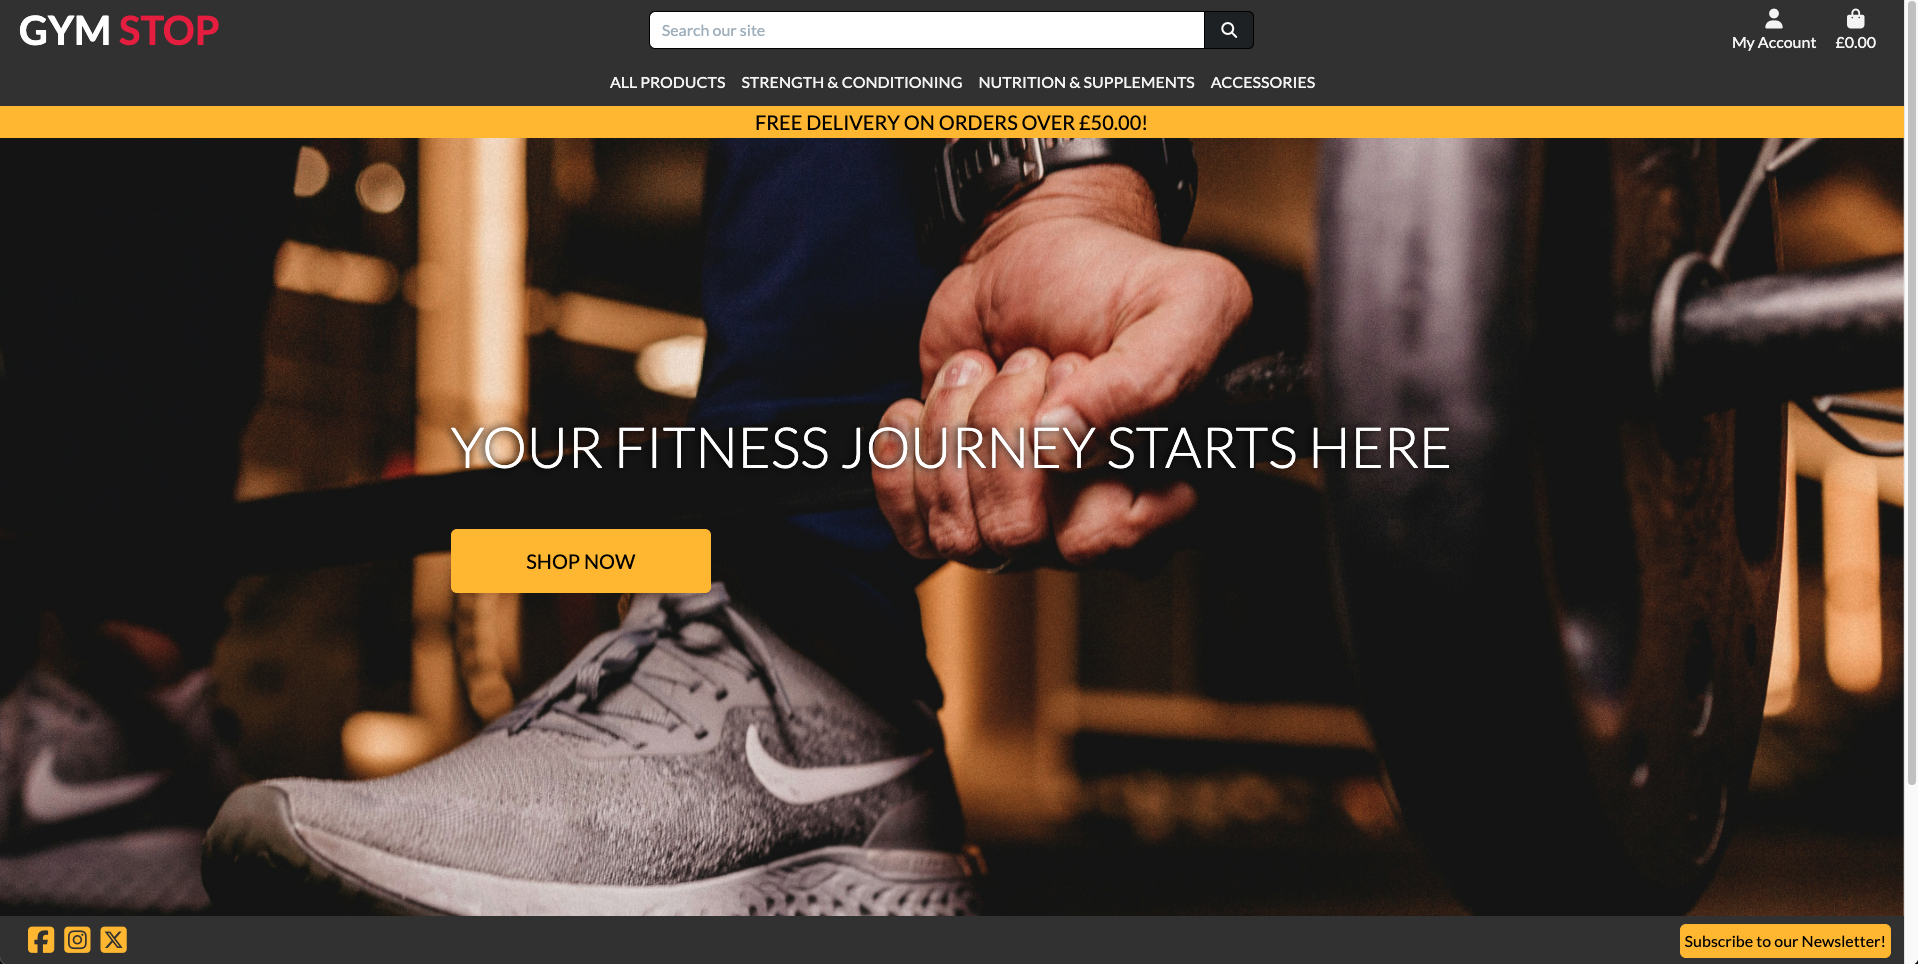 GYM STOP
Search our site
My Account
£0.00
ALL PRODUCTS
STRENGTH & CONDITIONING
NUTRITION & SUPPLEMENTS
ACCESSORIES
FREE DELIVERY ON ORDERS OVER £50.00!
YOUR FITNESS JOURNEY STARTS HERE
SHOP NOW
Subscribe to our Newsletter!